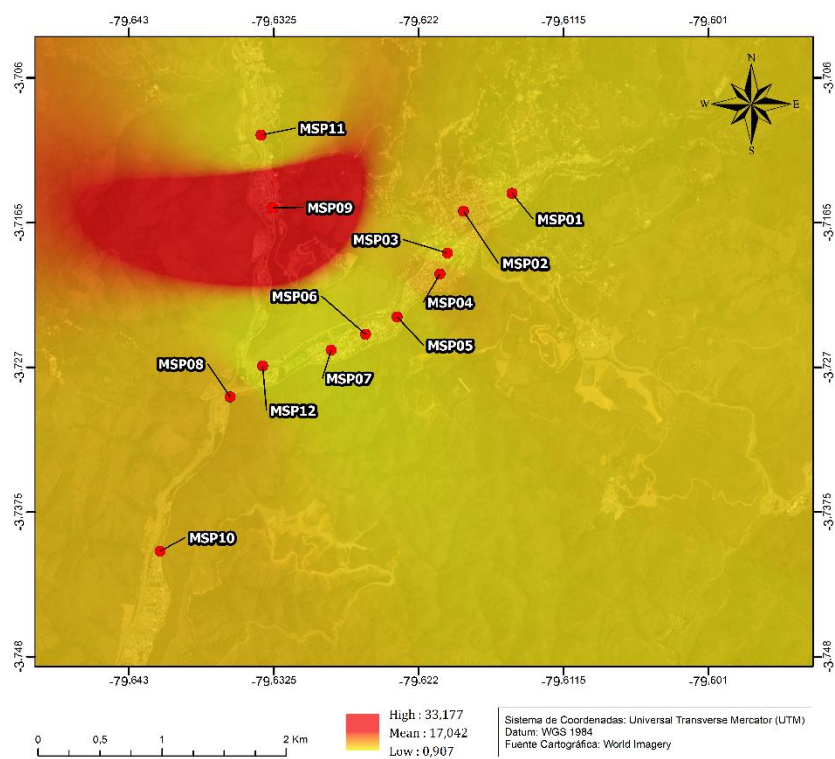 -79.643 -79.6325 -79.622 -79.6115 -79.601
-3.706 -3.706
N
W E
S
MSP11
MSP01
MSP09
-3.7165 -3.7165
MSP03
MSP02
MSP04
MSP06
MSP05
MSP08
-3.727 -3.727
MSP07
MSP12
-3.7375 -3.7375
MSP10
-3.748 -3.748
-79.643 -79.6325 -79.622 -79.6115 -79.601
High : 33,177
Mean : 17,042
Low : 0,907
0 0,5 1 2 Km
Sistema de Coordenadas: Universal Transverse Mercator (UTM)
Datum: WGS 1984
Fuente Cartográfica: World Imagery